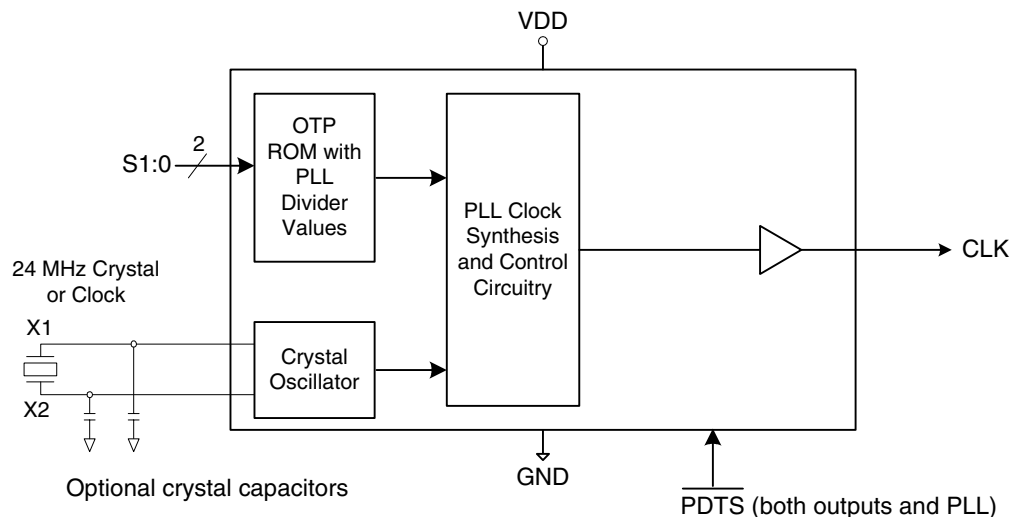 VDD
OTP
ROM with
PLL
Divider
Values
2
S1:0
PLL Clock
Synthesis
and Control
Circuitry
CLK
24 MHz Crystal
or Clock
X1
Crystal
Oscillator
X2
GND
Optional crystal capacitors
PDTS (both outputs and PLL)